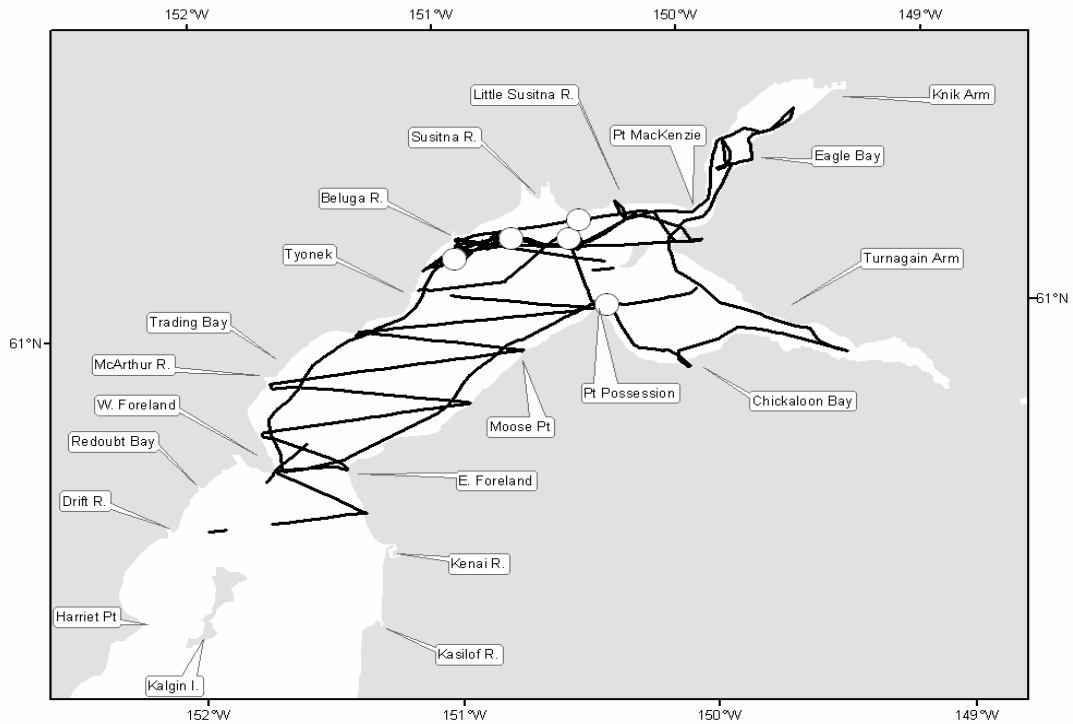 152°W 151°W 150°W 149°W
Little Susitna R.
Knik Arm
Susitna R.
Pt MacKenzie
Eagle Bay
Beluga R.
Tyonek
Turnagain Arm
61°N
Trading Bay
61°N
McArthur R.
W. Foreland
Pt Possession
Chickaloon Bay
Moose Pt
Redoubt Bay
E. Foreland
Drift R.
Kenai R.
Harriet Pt
Kasilof R.
Kalgin I.
152°W 151°W 150°W 149°W